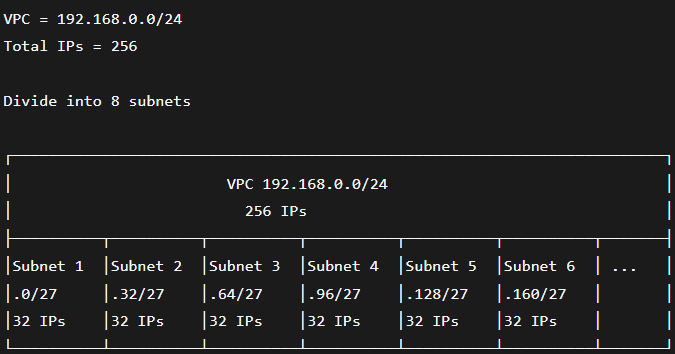 VPC = 192.168.0.0/24
Total IPs = 256
Divide into 8 subnets
VPC 192.168.0.0/24
256 IPs
Subnet 1 Subnet 2 Subnet 3 Subnet 4 Subnet 5 Subnet 6 ...
.0/27 .32/27 .64/27 .96/27 .128/27 .160/27
32 IPs 32 IPs 32 IPs 32 IPs 32 IPs 32 IPs